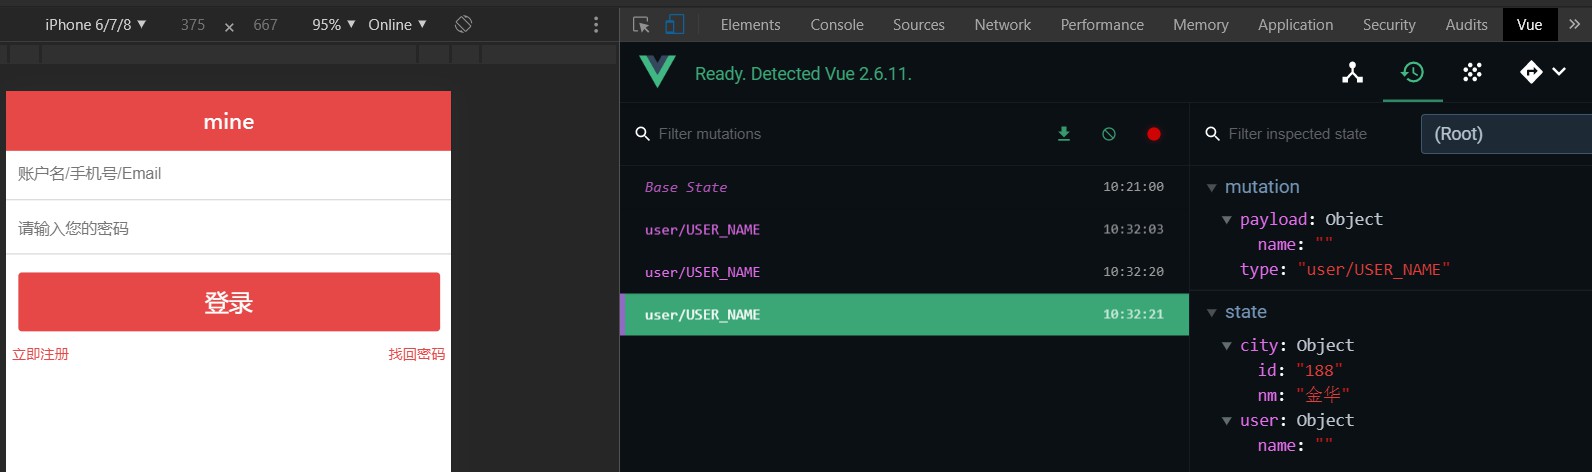 iPhone 6/7/8 ▼ 375 × 667 95% ▼ Online ▼
Elements Console Sources Network Performance Memory Application Security Audits Vue »
Ready. Detected Vue 2.6.11.
mine
账户名/手机号/Email
请输入您的密码
登录
立即注册 找回密码
Filter mutations
Base State 10:21:00
user/USER_NAME 10:32:03
user/USER_NAME 10:32:20
user/USER_NAME 10:32:21
Filter inspected state (Root)
mutation
payload: Object
name: ""
type: "user/USER_NAME"
state
city: Object
id: "188"
nm: "金华"
user: Object
name: ""